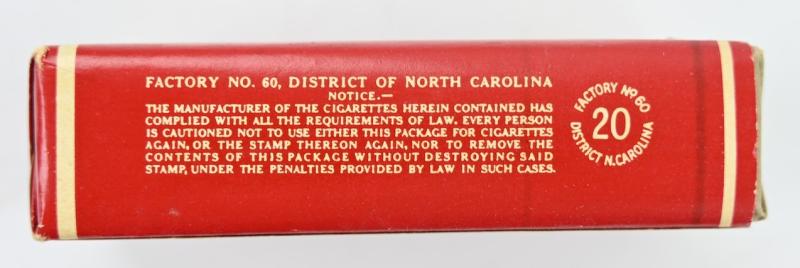 FACTORY NO. 60, DISTRICT OF NORTH CAROLINA
NOTICE.—
THE MANUFACTURER OF THE CIGARETTES HEREIN CONTAINED HAS
COMPLIED WITH ALL THE REQUIREMENTS OF LAW. EVERY PERSON
IS CAUTIONED NOT TO USE EITHER THIS PACKAGE FOR CIGARETTES
AGAIN, OR THE STAMP THEREON AGAIN, NOR TO REMOVE THE
CONTENTS OF THIS PACKAGE WITHOUT DESTROYING SAID
STAMP, UNDER THE PENALTIES PROVIDED BY LAW IN SUCH CASES.
FACTORY Nº 60
20
DISTRICT N. CAROLINA